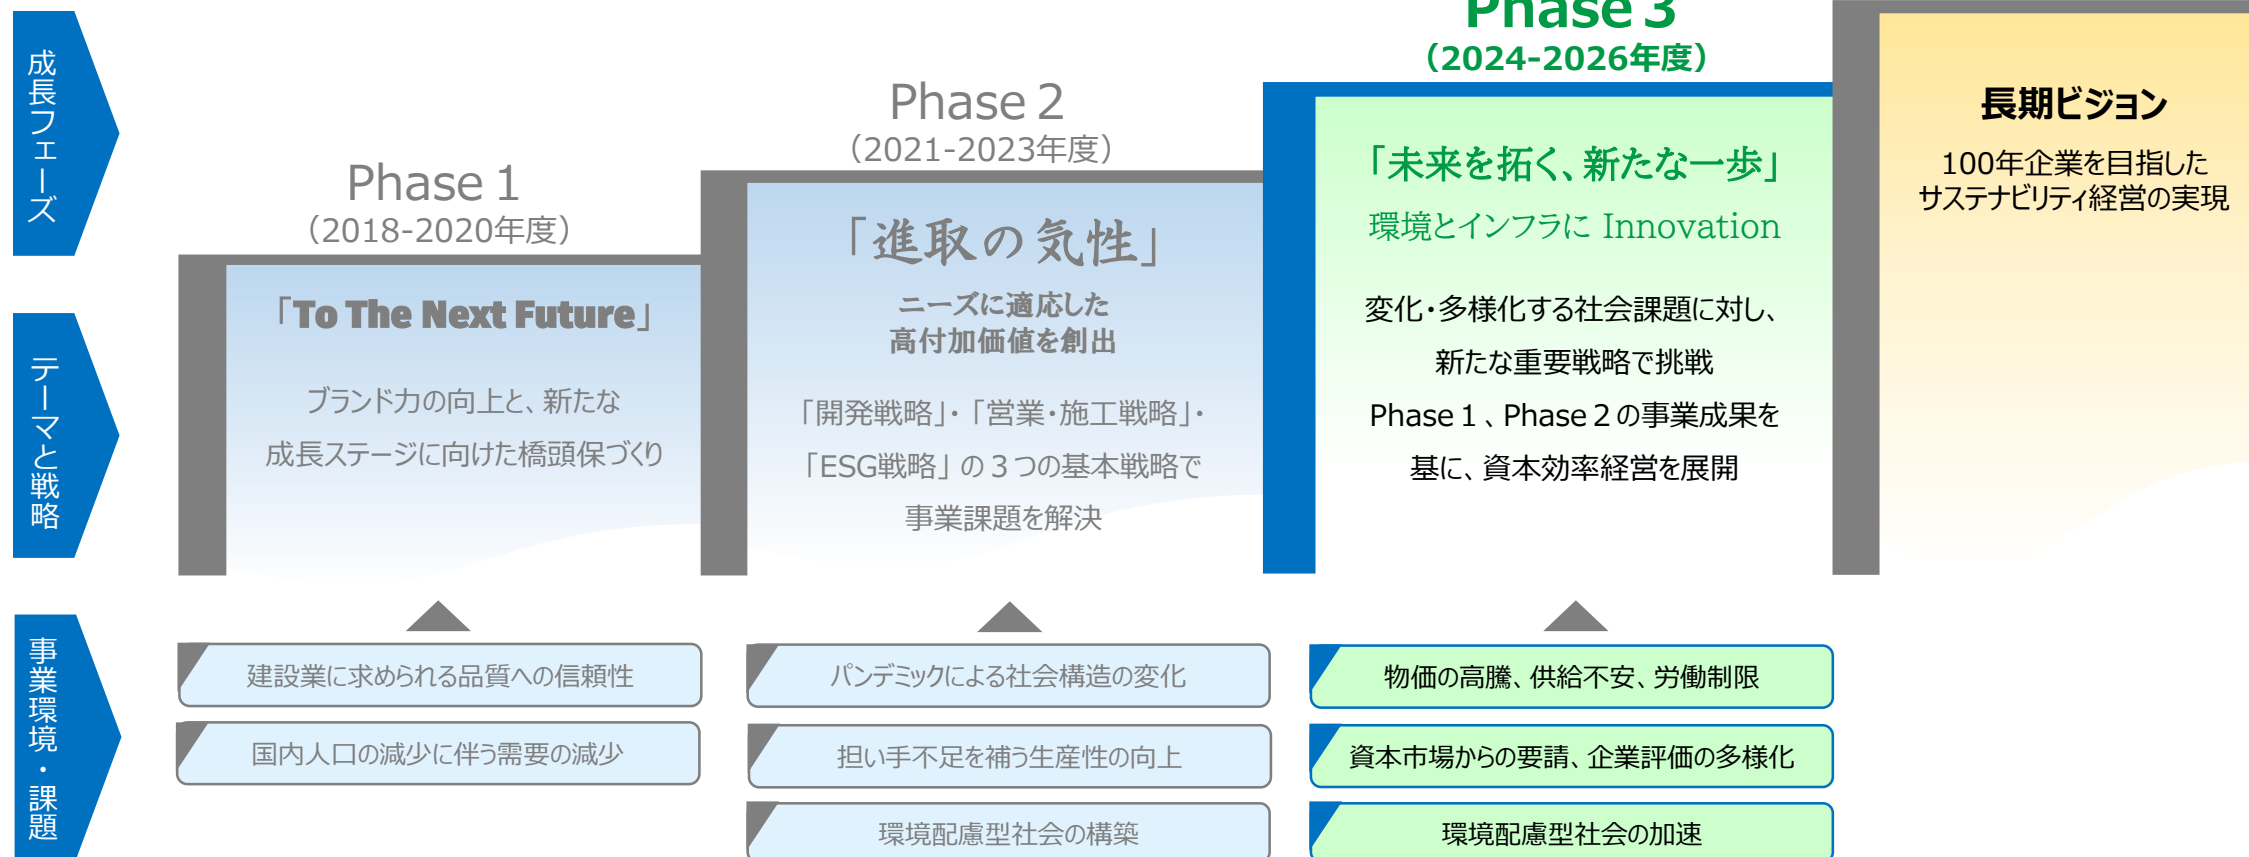 成長フェーズ
Phase 1
（2018-2020年度）
Phase 2
（2021-2023年度）
Phase 3
（2024-2026年度）
テーマと戦略
「To The Next Future」
ブランド力の向上と、新たな
成長ステージに向けた橋頭保づくり
「進取の気性」
ニーズに適応した
高付加価値を創出
「開発戦略」・「営業・施工戦略」・
「ESG戦略」の３つの基本戦略で
事業課題を解決
「未来を拓く、新たな一歩」
環境とインフラに Innovation
変化・多様化する社会課題に対し、
新たな重要戦略で挑戦
Phase１、Phase２の事業成果を
基に、資本効率経営を展開
長期ビジョン
100年企業を目指した
サステナビリティ経営の実現
事業環境・課題
建設業に求められる品質への信頼性
国内人口の減少に伴う需要の減少
パンデミックによる社会構造の変化
担い手不足を補う生産性の向上
環境配慮型社会の構築
物価の高騰、供給不安、労働制限
資本市場からの要請、企業評価の多様化
環境配慮型社会の加速